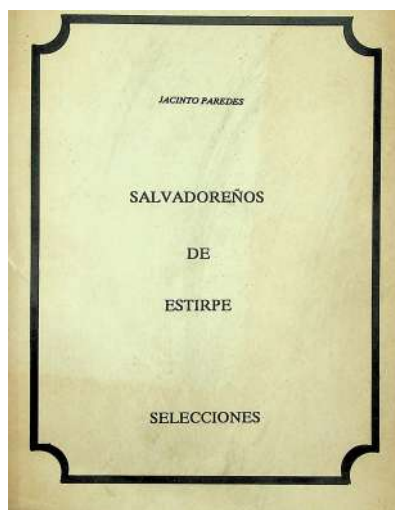 JACINTO PAREDES
SALVADOREÑOS
DE
ESTIRPE
SELECCIONES